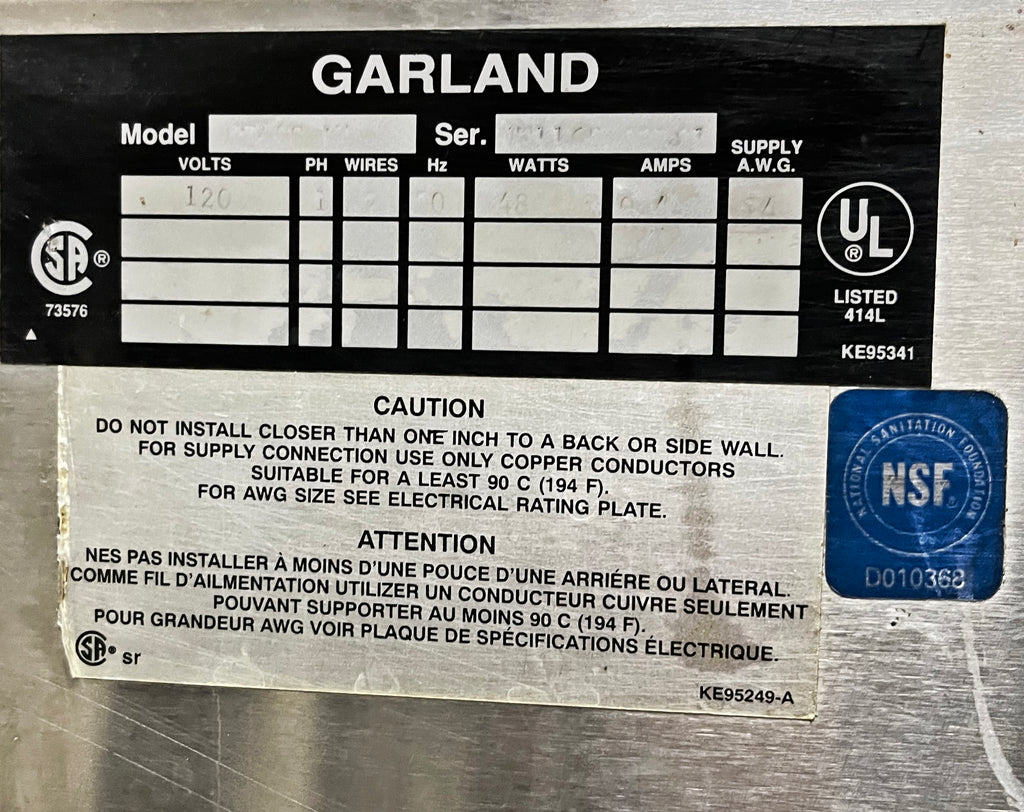 GARLAND
Model
Ser.
VOLTS PH WIRES Hz WATTS AMPS SUPPLY A.W.G.
120 1
SA ®
73576
UL ®
LISTED
414L
KE95341
CAUTION
DO NOT INSTALL CLOSER THAN ONE INCH TO A BACK OR SIDE WALL.
FOR SUPPLY CONNECTION USE ONLY COPPER CONDUCTORS
SUITABLE FOR A LEAST 90 C (194 F).
FOR AWG SIZE SEE ELECTRICAL RATING PLATE.
ATTENTION
NES PAS INSTALLER À MOINS D'UNE POUCE D'UNE ARRIÉRE OU LATERAL.
COMME FIL D'AILMENTATION UTILIZER UN CONDUCTEUR CUIVRE SEULEMENT
POUVANT SUPPORTER AU MOINS 90 C (194 F).
POUR GRANDEUR AWG VOIR PLAQUE DE SPÉCIFICATIONS ÉLECTRIQUE.
SA ® sr
KE95249-A
NATIONAL SANITATION FOUNDATION
NSF
D010368